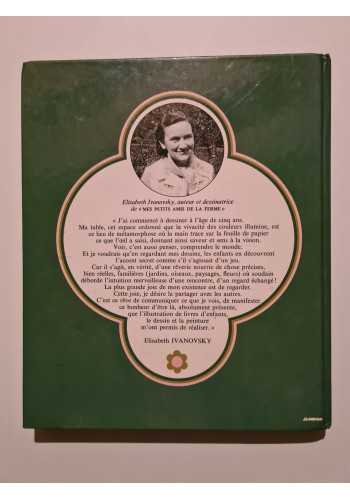 Elisabeth Ivanovsky, auteur et dessinatrice
de « MES PETITS AMIS DE LA FERME »
« J'ai commencé à dessiner à l'âge de cinq ans.
Ma table, cet espace ordonné que la vivacité des couleurs illumine, est
ce lieu de métamorphose où la main trace sur la feuille de papier
ce que l'œil a saisi, donnant ainsi saveur et sens à la vision.
Voir, c'est aussi penser, comprendre le monde.
Et je voudrais qu'en regardant mes dessins, les enfants en découvrent
l'accent secret comme s'il s'agissait d'un jeu.
Car il s'agit, en vérité, d'une rêverie nourrie de choses précises,
bien réelles, familières (jardins, oiseaux, paysages, fleurs) où soudain
déborde l'intuition merveilleuse d'une rencontre, d'un regard échangé !
La plus grande joie de mon existence est de regarder.
Cette joie, je désire la partager avec les autres.
C'est ce rêve de communiquer ce que je vois, de manifester
ce bonheur d'être là, absolument présente,
que l'illustration de livres d'enfants,
le dessin et la peinture
m'ont permis de réaliser. »
Elisabeth IVANOVSKY